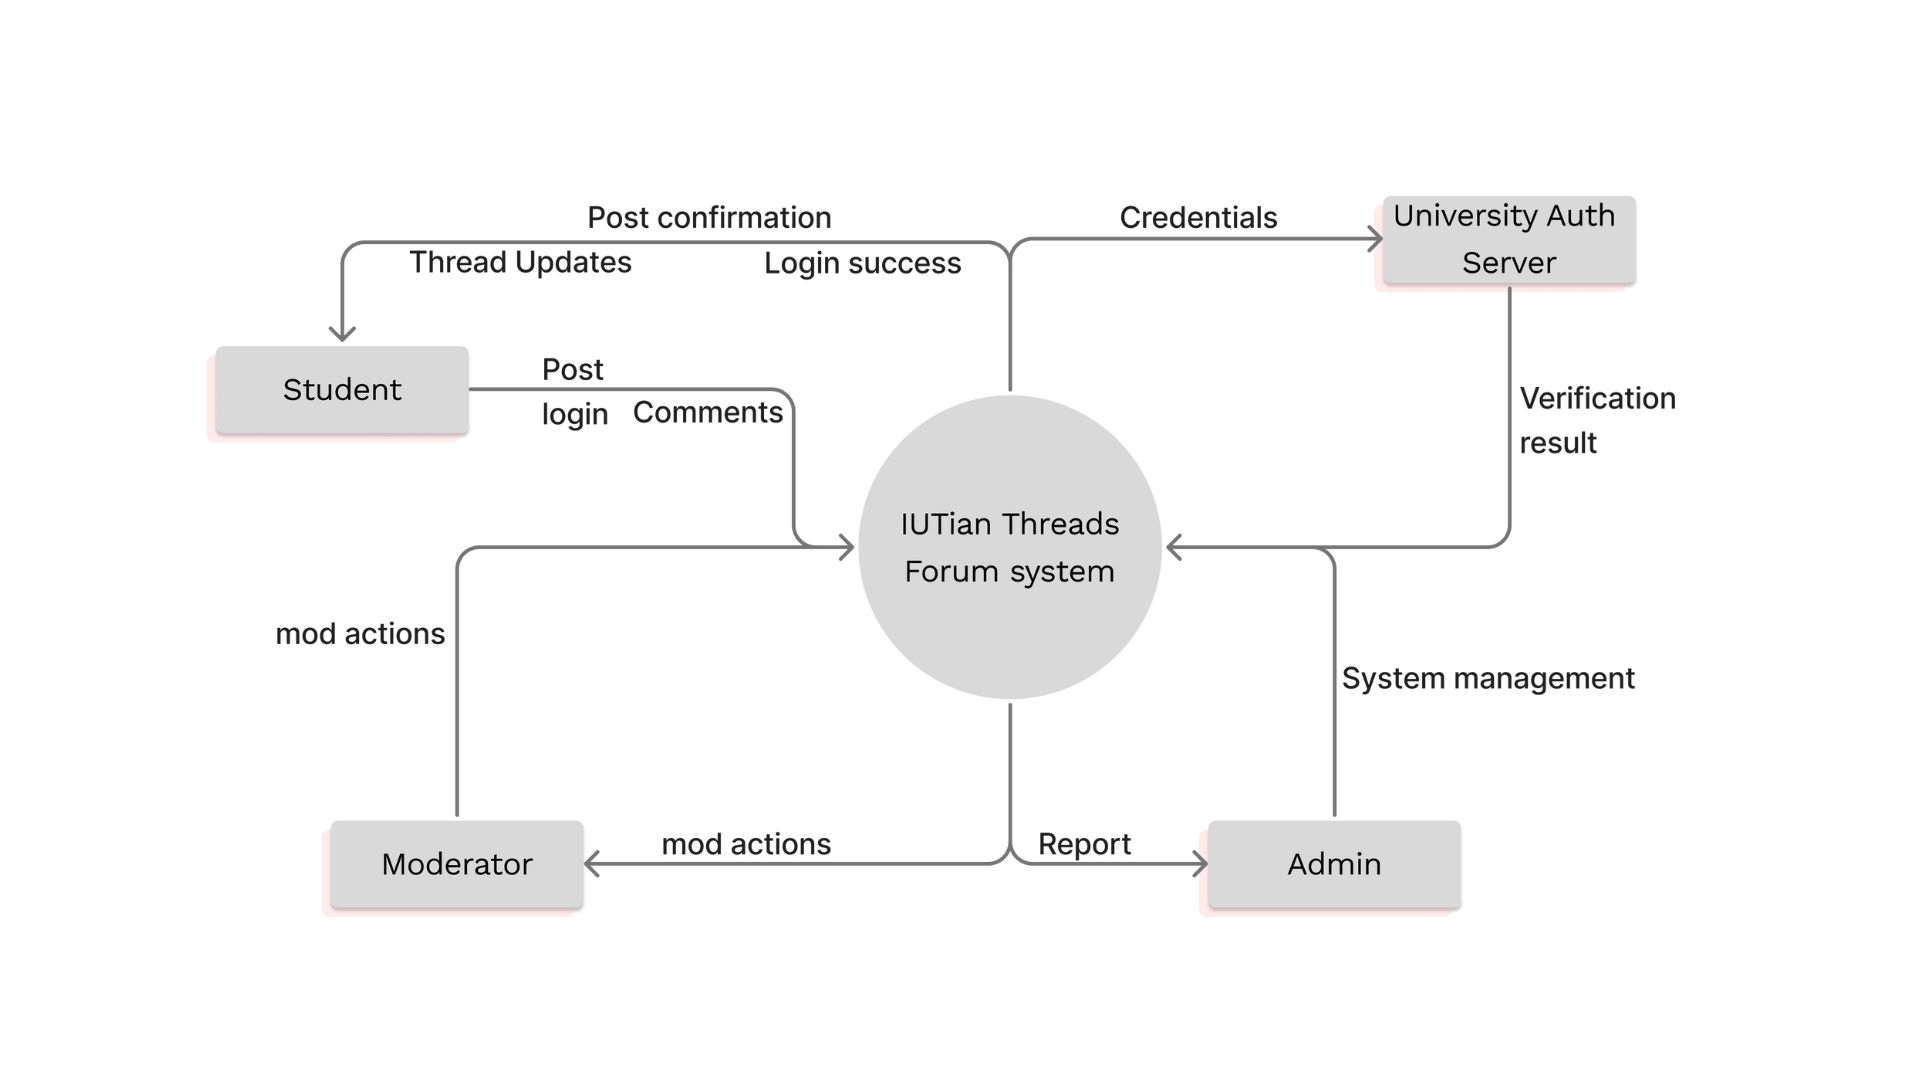 Post confirmation
Credentials
University Auth
Server
Thread Updates
Login success
Student
Post
login
Comments
Verification
result
IUTian Threads
Forum system
mod actions
System management
Moderator
mod actions
Report
Admin